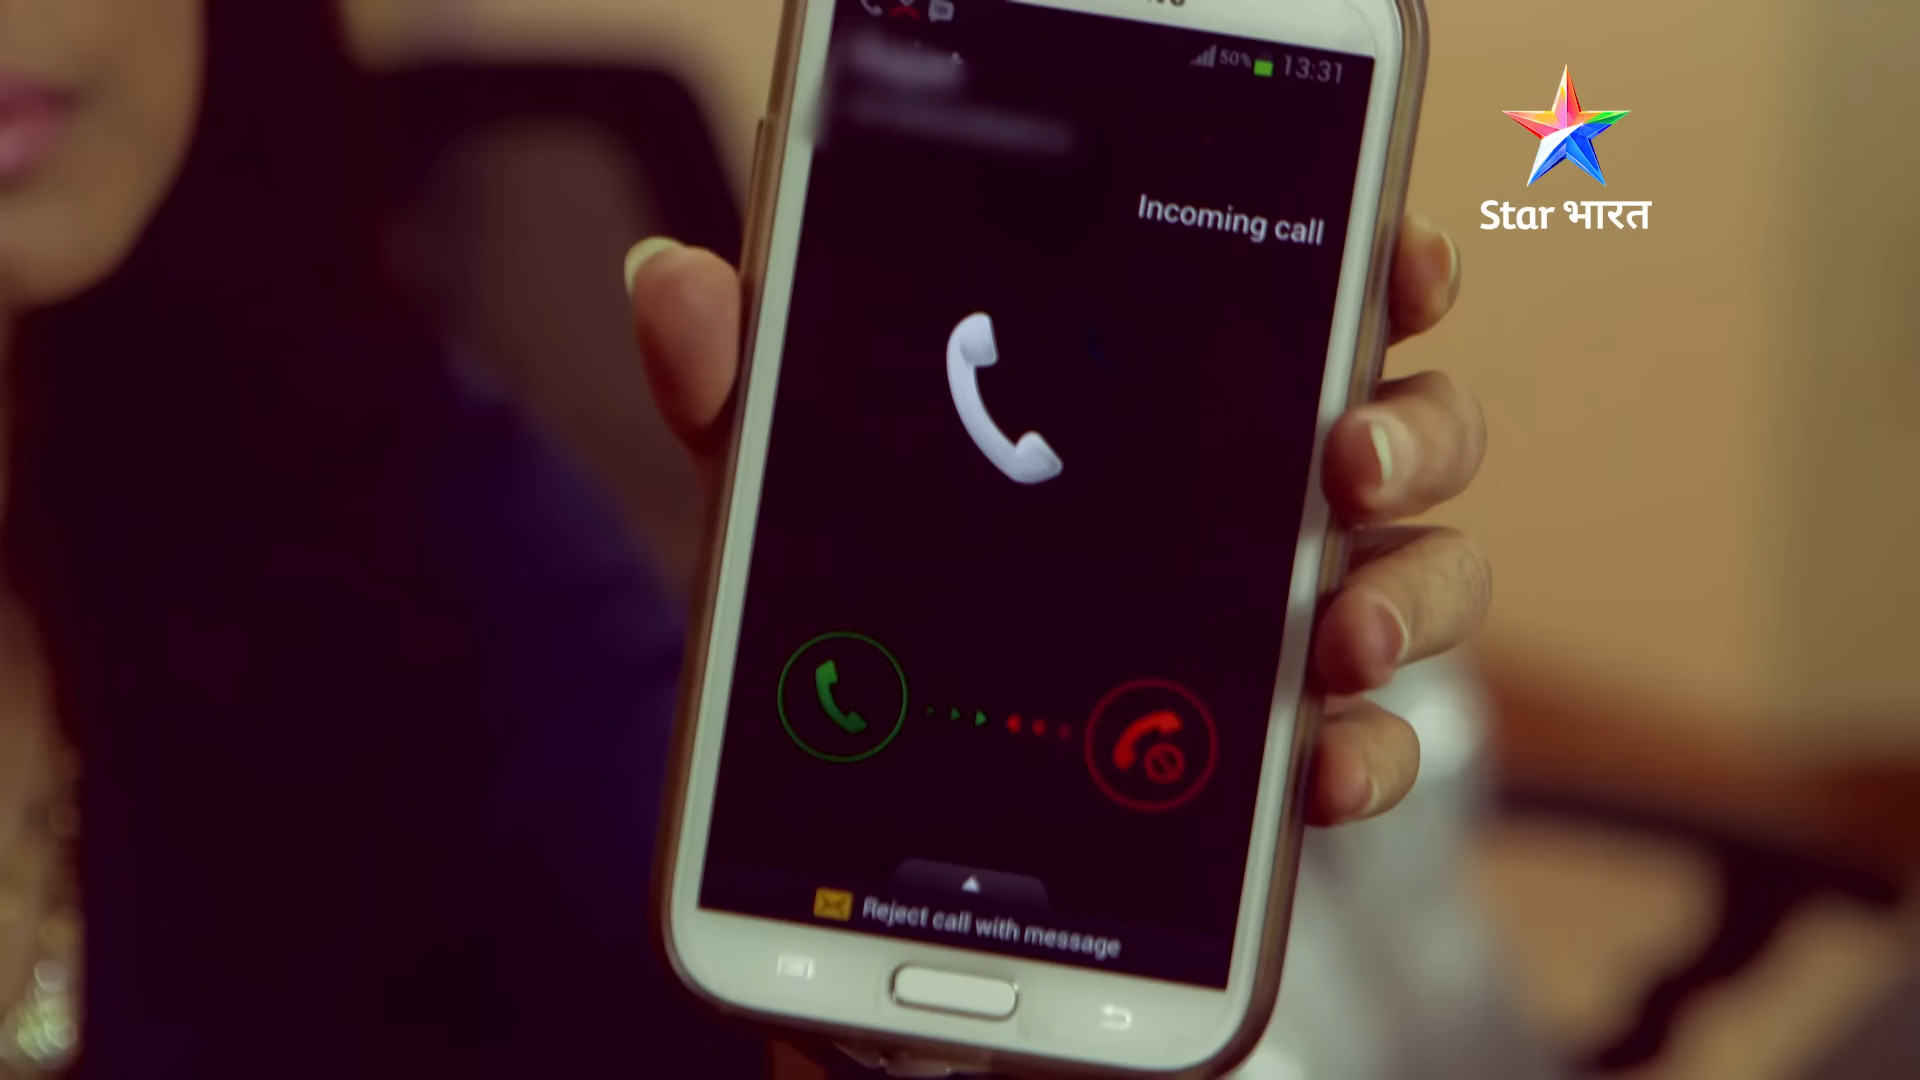 50% 13:31
Incoming call
Star भारत
Reject call with message